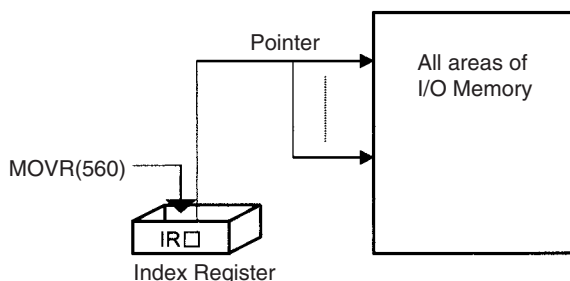 Pointer
All areas of
I/O Memory
MOVR(560)
IR□
Index Register